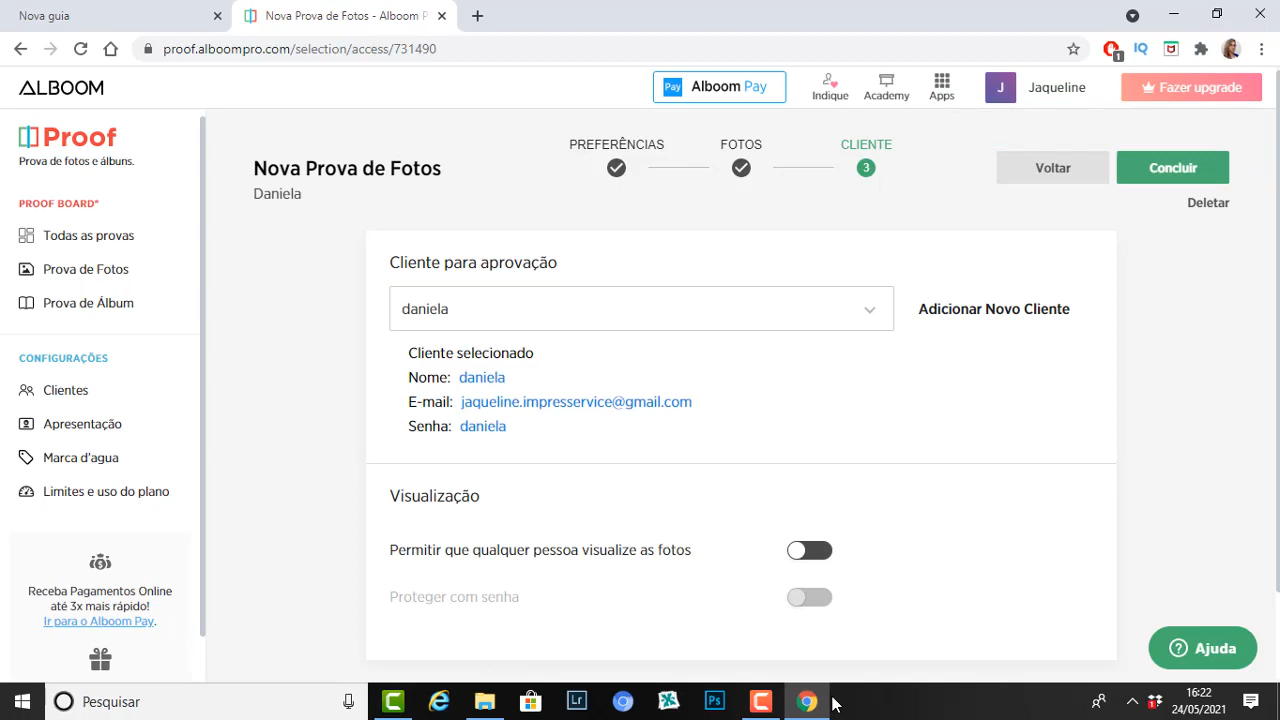 Nova guia
Nova Prova de Fotos - Alboom P
proof.alboompro.com/selection/access/731490
1
IQ
ALBOOM
Pay Alboom Pay
Indique
Academy
Apps
J
Jaqueline
Fazer upgrade
Proof
Prova de fotos e álbuns.
PROOF BOARD*
Todas as provas
Prova de Fotos
Prova de Álbum
CONFIGURAÇÕES
Clientes
Apresentação
Marca d'agua
Limites e uso do plano
Receba Pagamentos Online
até 3x mais rápido!
Ir para o Alboom Pay.
Nova Prova de Fotos
Daniela
PREFERÊNCIAS
FOTOS
CLIENTE
3
Voltar
Concluir
Deletar
Cliente para aprovação
daniela
Adicionar Novo Cliente
Cliente selecionado
Nome: daniela
E-mail: jaqueline.impresservice@gmail.com
Senha: daniela
Visualização
Permitir que qualquer pessoa visualize as fotos
Proteger com senha
Ajuda
Pesquisar
Lr
Ps
16:22
24/05/2021